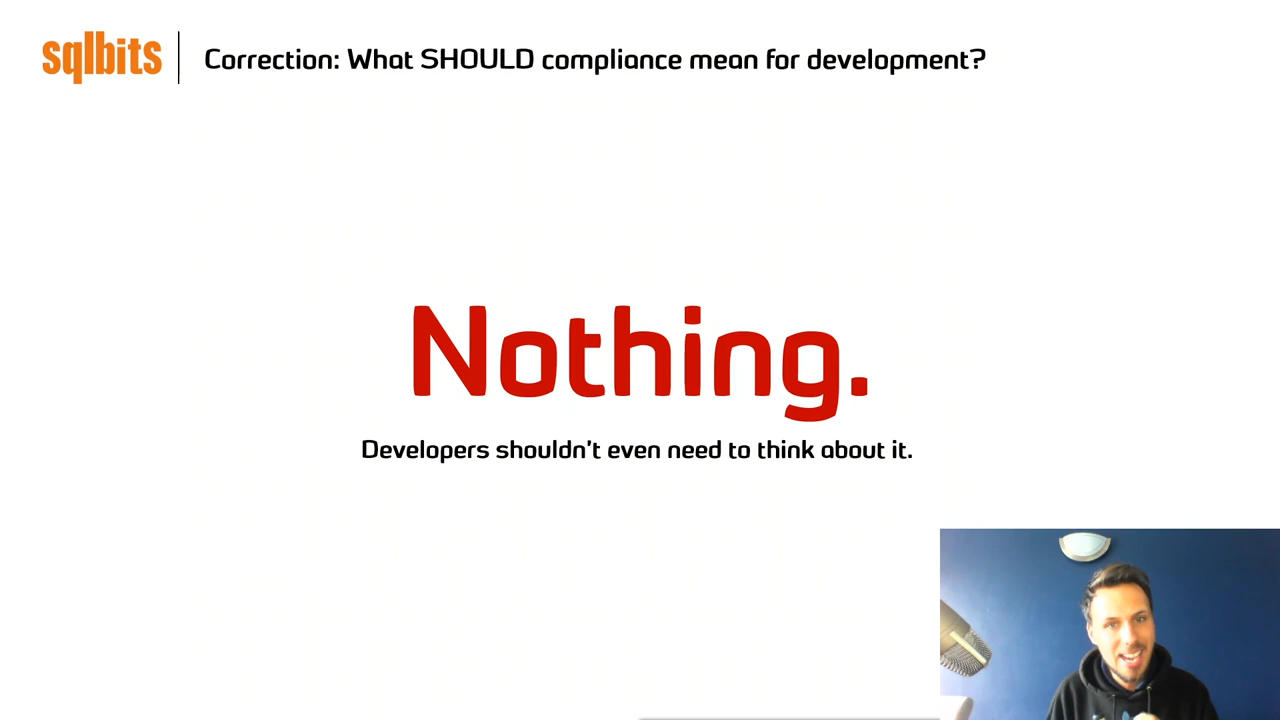 sqlbits
Correction: What SHOULD compliance mean for development?
Nothing.
Developers shouldn't even need to think about it.